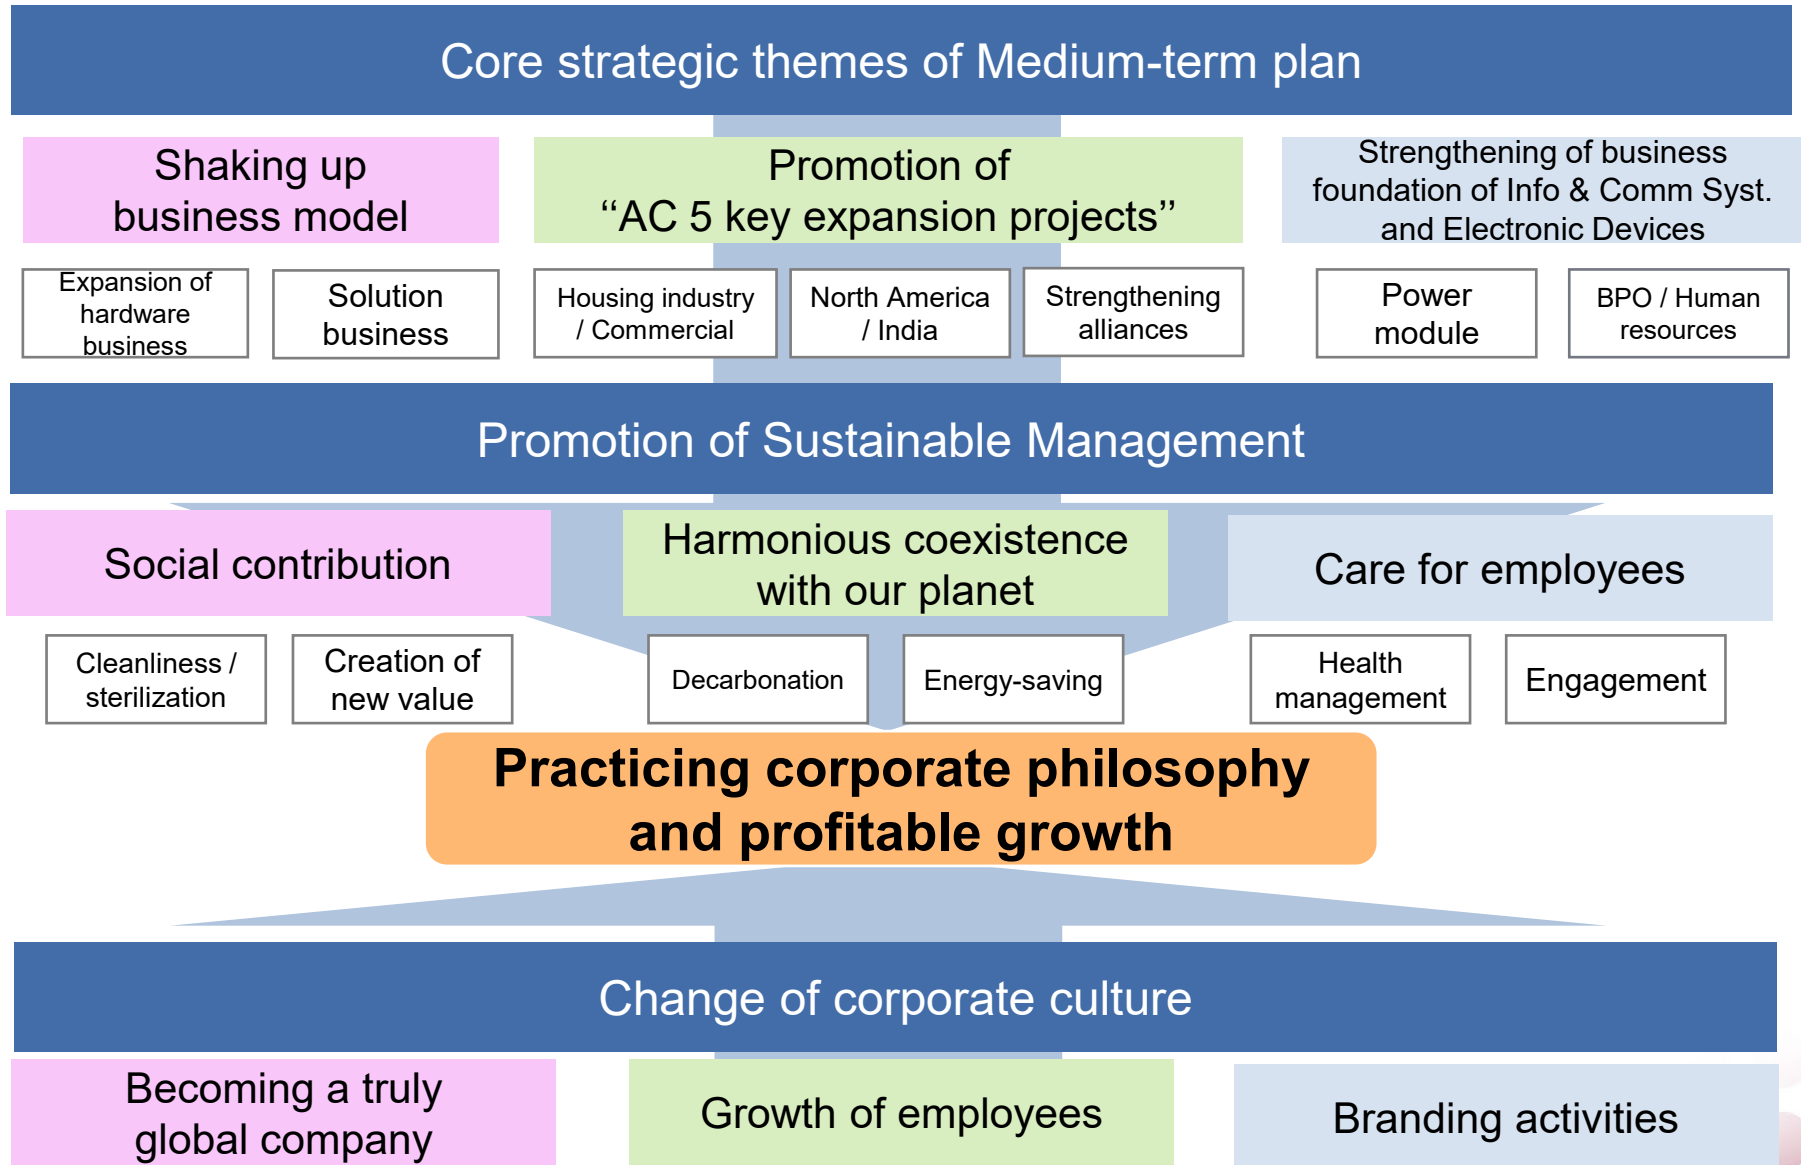 Core strategic themes of Medium-term plan
Shaking up
business model
Promotion of
“AC 5 key expansion projects”
Strengthening of business
foundation of Info & Comm Syst.
and Electronic Devices
Expansion of
hardware
business
Solution
business
Housing industry
/ Commercial
North America
/ India
Strengthening
alliances
Power
module
BPO / Human
resources
Promotion of Sustainable Management
Social contribution
Harmonious coexistence
with our planet
Care for employees
Cleanliness /
sterilization
Creation of
new value
Decarbonation
Energy-saving
Health
management
Engagement
Practicing corporate philosophy
and profitable growth
Change of corporate culture
Becoming a truly
global company
Growth of employees
Branding activities